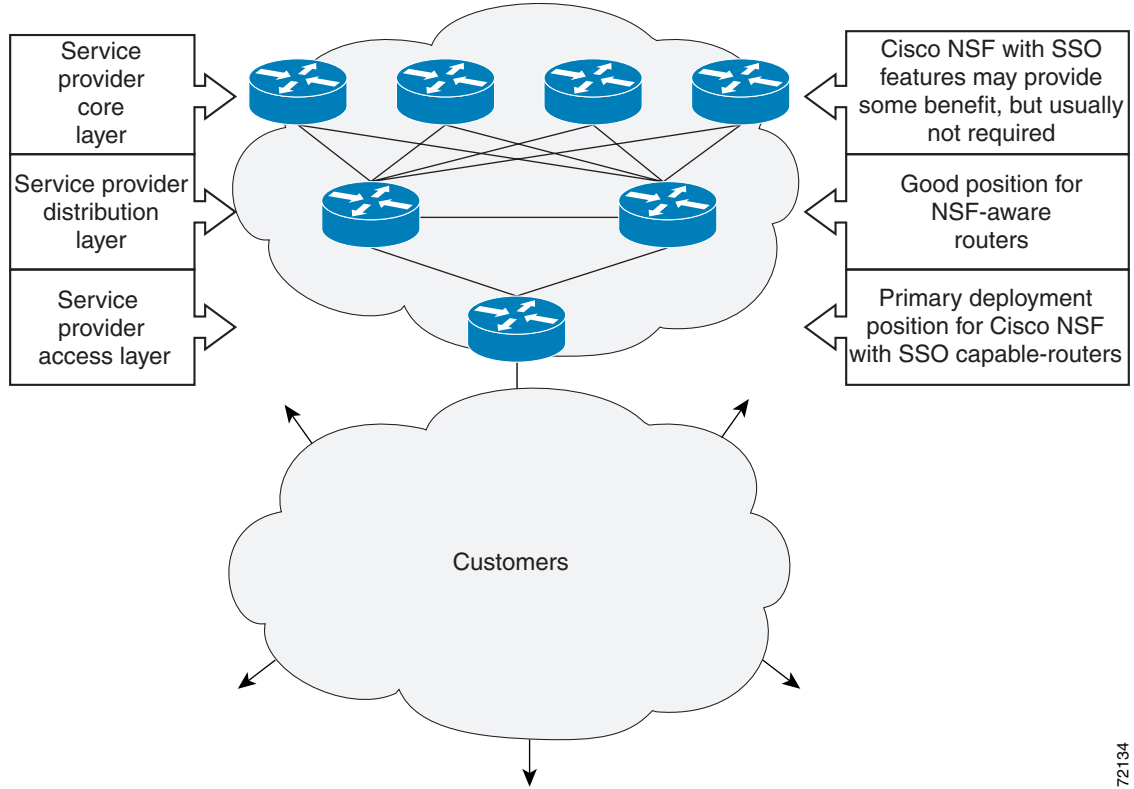 Service
provider
core
layer
Cisco NSF with SSO
features may provide
some benefit, but usually
not required
Service provider
distribution
layer
Good position for
NSF-aware
routers
Service
provider
access layer
Primary deployment
position for Cisco NSF
with SSO capable-routers
Customers
72134